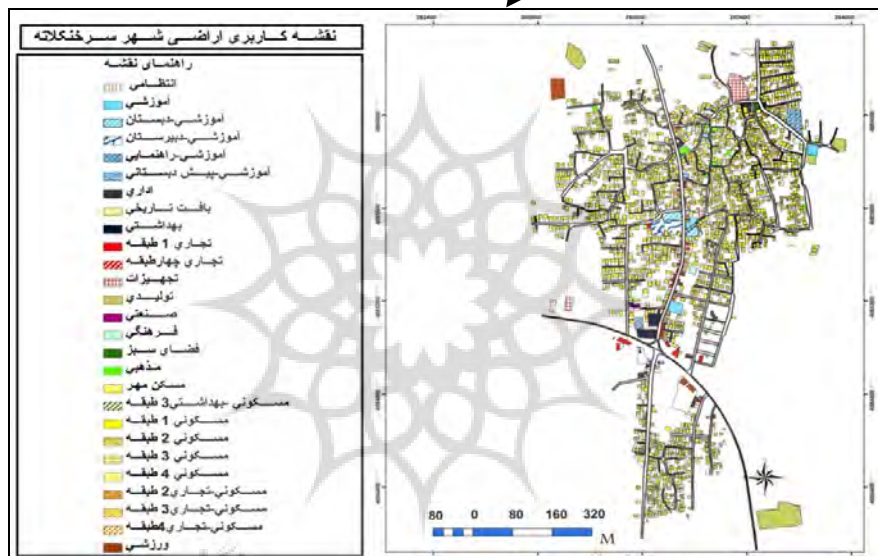 نقشه کاربری اراضی شهر سرخنکلاته
راهنمای نقشه
انتظامی
آموزشی
آموزشی-دبستان
آموزشی-دبیرستان
آموزشی-راهنمایی
آموزشی-پیش دبستانی
اداری
بافت تاریخی
بهداشتی
تجاری 1 طبقه
تجاری چهارطبقه
تجهیزات
تولیدی
صنعتی
فرهنگی
فضای سبز
مذهبی
مسکن مهر
مسکونی-بهداشتی3 طبقه
مسکونی 1 طبقه
مسکونی 2 طبقه
مسکونی 3 طبقه
مسکونی 4 طبقه
مسکونی-تجاری2 طبقه
مسکونی-تجاری3 طبقه
مسکونی-تجاری4طبقه
ورزشی
80 0 80 160 320
M